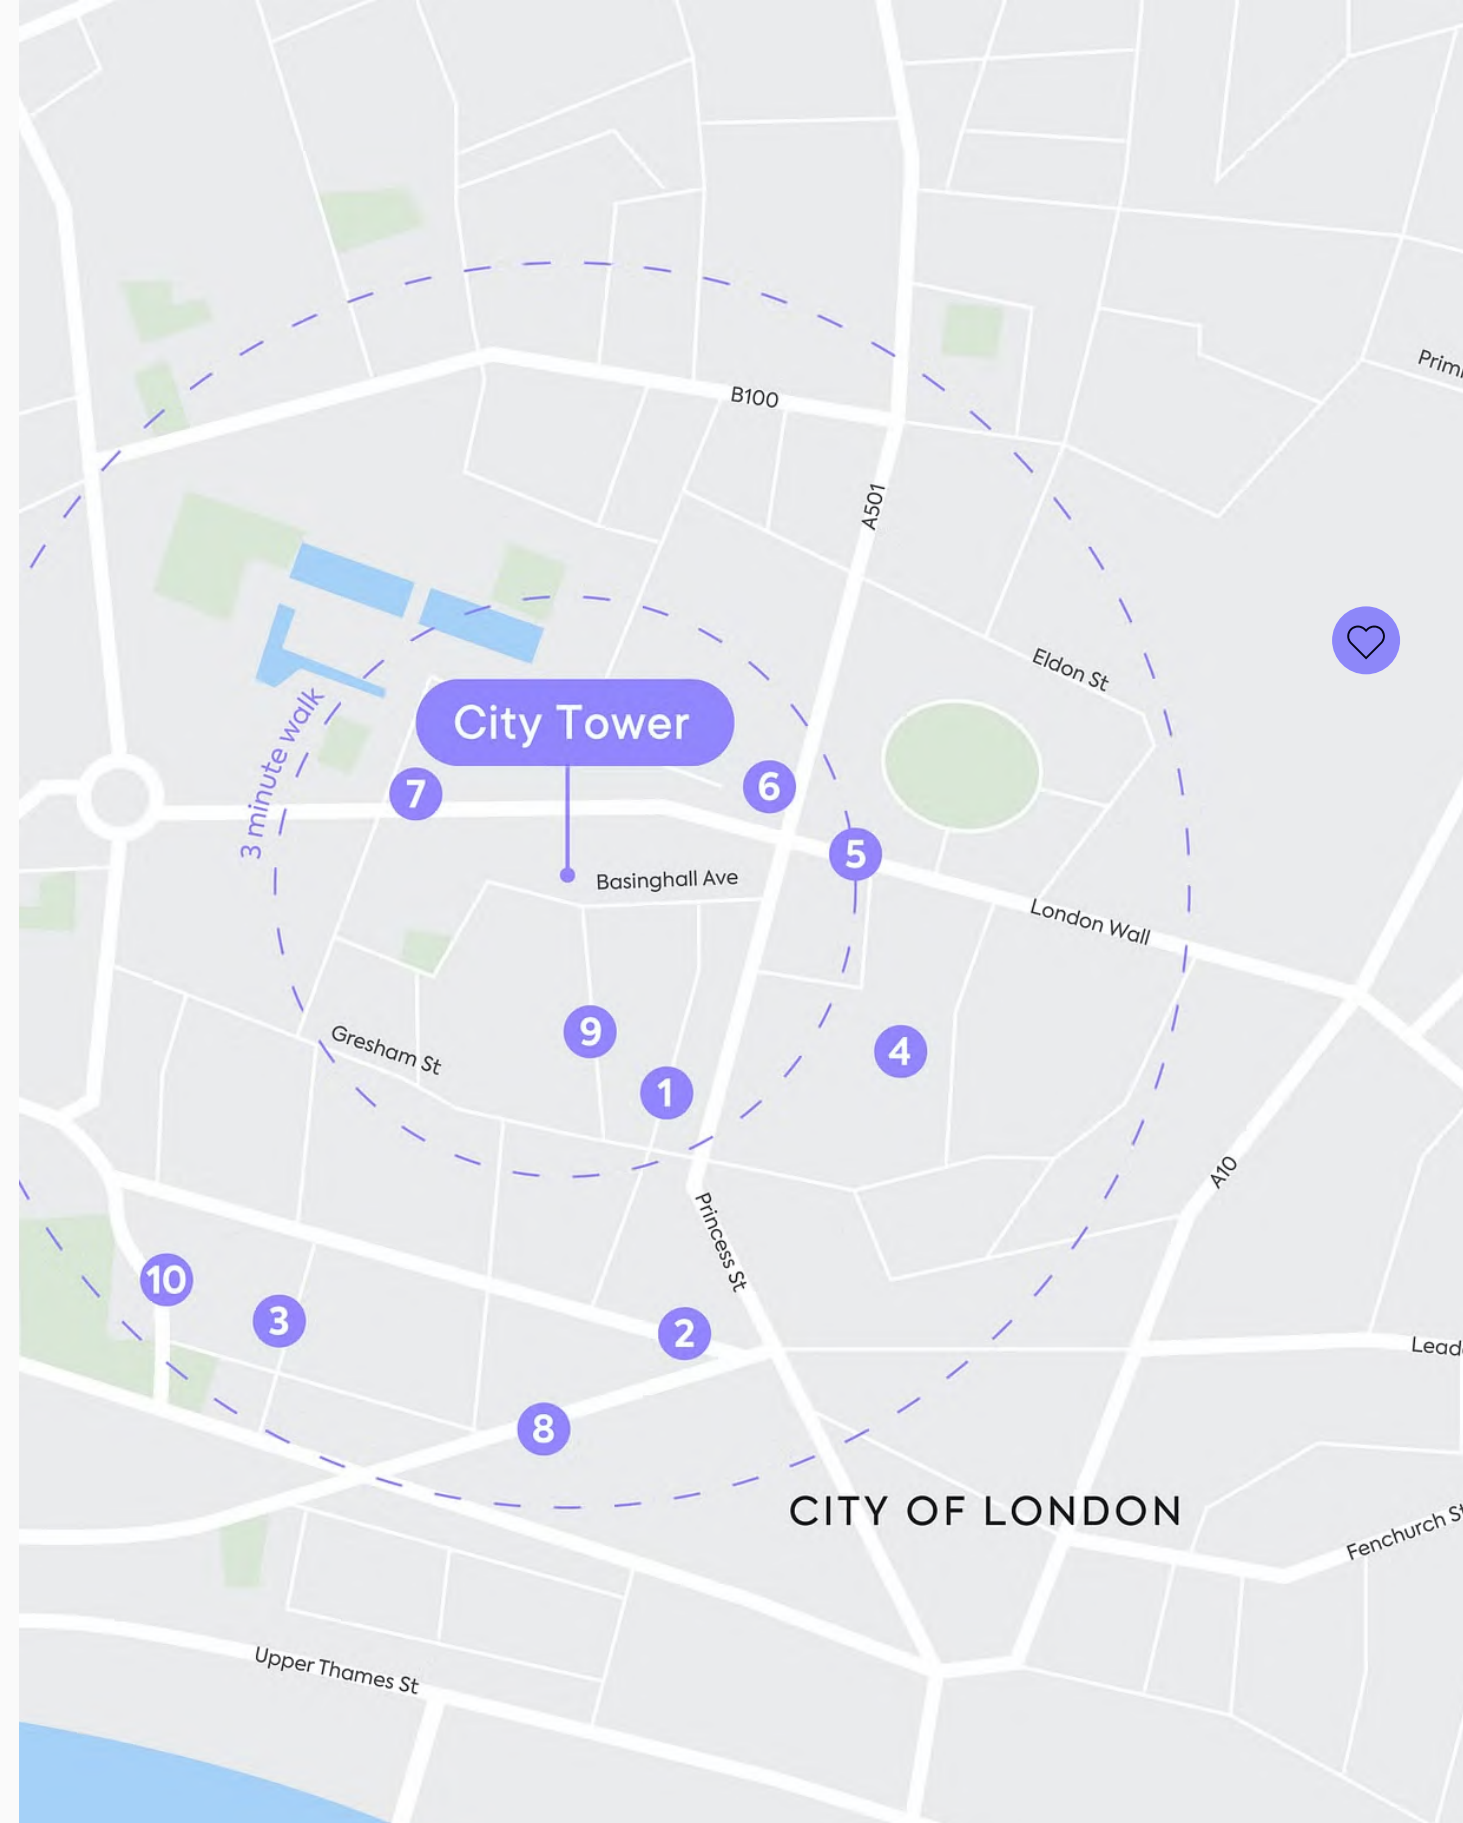 Prim
B100
A501
Eldon St
3 minute walk
City Tower
6
7
5
Basinghall Ave
London Wall
9
Gresham St
4
1
A10
Princess St
10
3
2
Lead
8
CITY OF LONDON
Fenchurch St
Upper Thames St